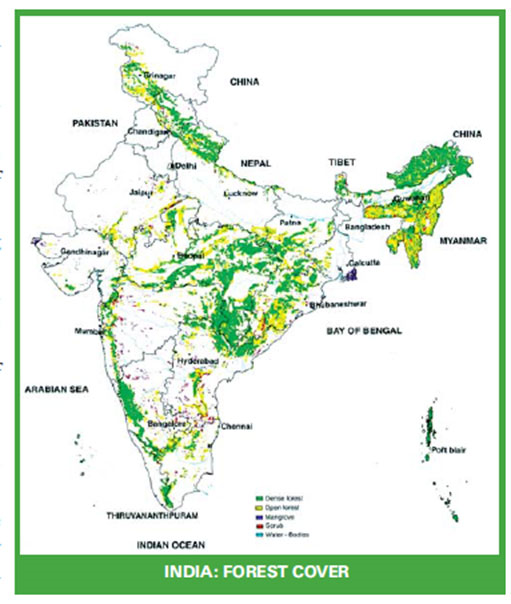 Srinagar
CHINA
PAKISTAN
Chandigarh
CHINA
Delhi
NEPAL
TIBET
Jaipur
Lucknow
Guwahati
Patna
Bangladesh
MYANMAR
Gandhinagar
Bhopal
Calcutta
Bhubaneshwar
Mumbai
BAY OF BENGAL
Hyderabad
ARABIAN SEA
Bangalore
Chennai
Port blair
Dense forest
Open forest
Mangrove
Scrub
Water - Bodies
THIRUVANANTHPURAM
INDIAN OCEAN
INDIA: FOREST COVER